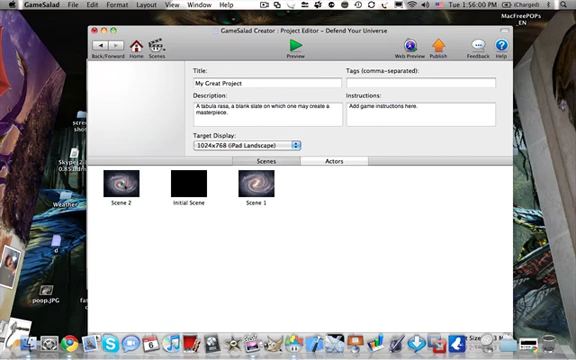 GameSalad File Edit Format Layout View Window Help (Charged) Tue 1:56:00 PM
MacFreePOPs
EN
GameSalad Creator : Project Editor - Defend Your Universe
Back/Forward Home Scenes Preview Web Preview Publish Feedback Help
Title: Tags (comma-separated):
My Great Project
Description: Instructions:
A tabula rasa, a blank slate on which one may create a Add game instructions here.
masterpiece.
Target Display:
1024x768 (iPad Landscape)
Scenes Actors
Scene 2 Initial Scene Scene 1
Skype_2
Weather
d
poop.JPG
6